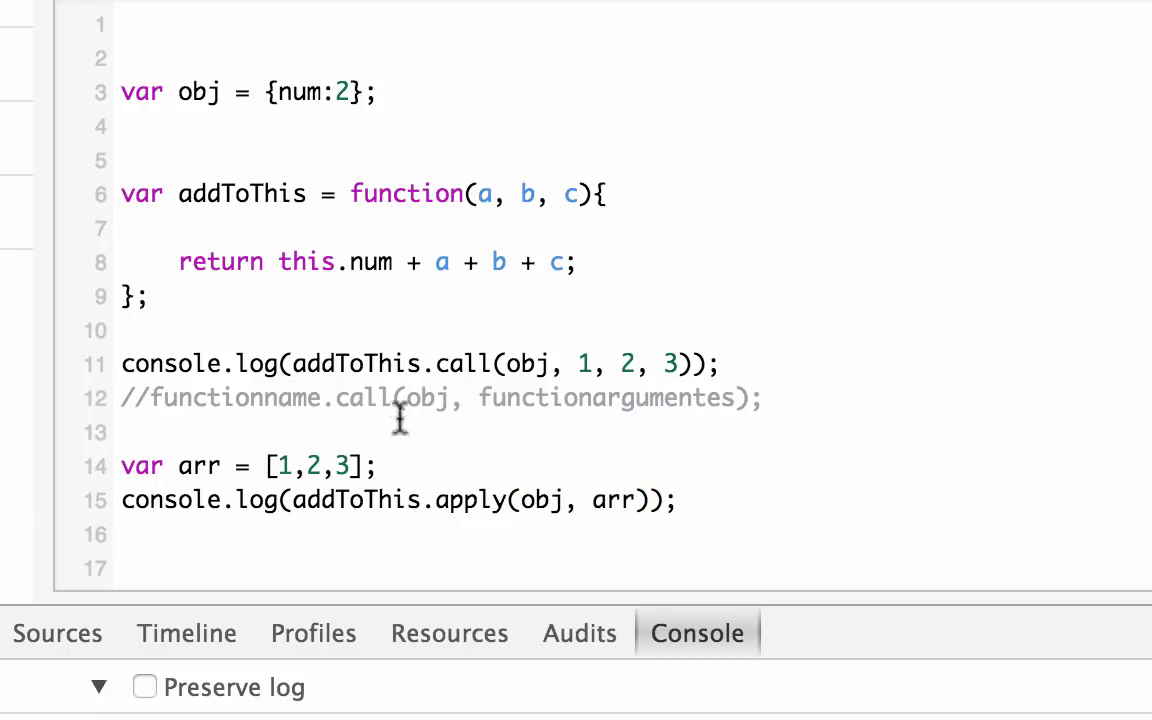 1
2
3 var obj = {num:2};
4
5
6 var addToThis = function(a, b, c){
7
8     return this.num + a + b + c;
9 };
10
11 console.log(addToThis.call(obj, 1, 2, 3));
12 //functionname.call(obj, functionargumentes);
13
14 var arr = [1,2,3];
15 console.log(addToThis.apply(obj, arr));
16
17
Sources Timeline Profiles Resources Audits Console
Preserve log